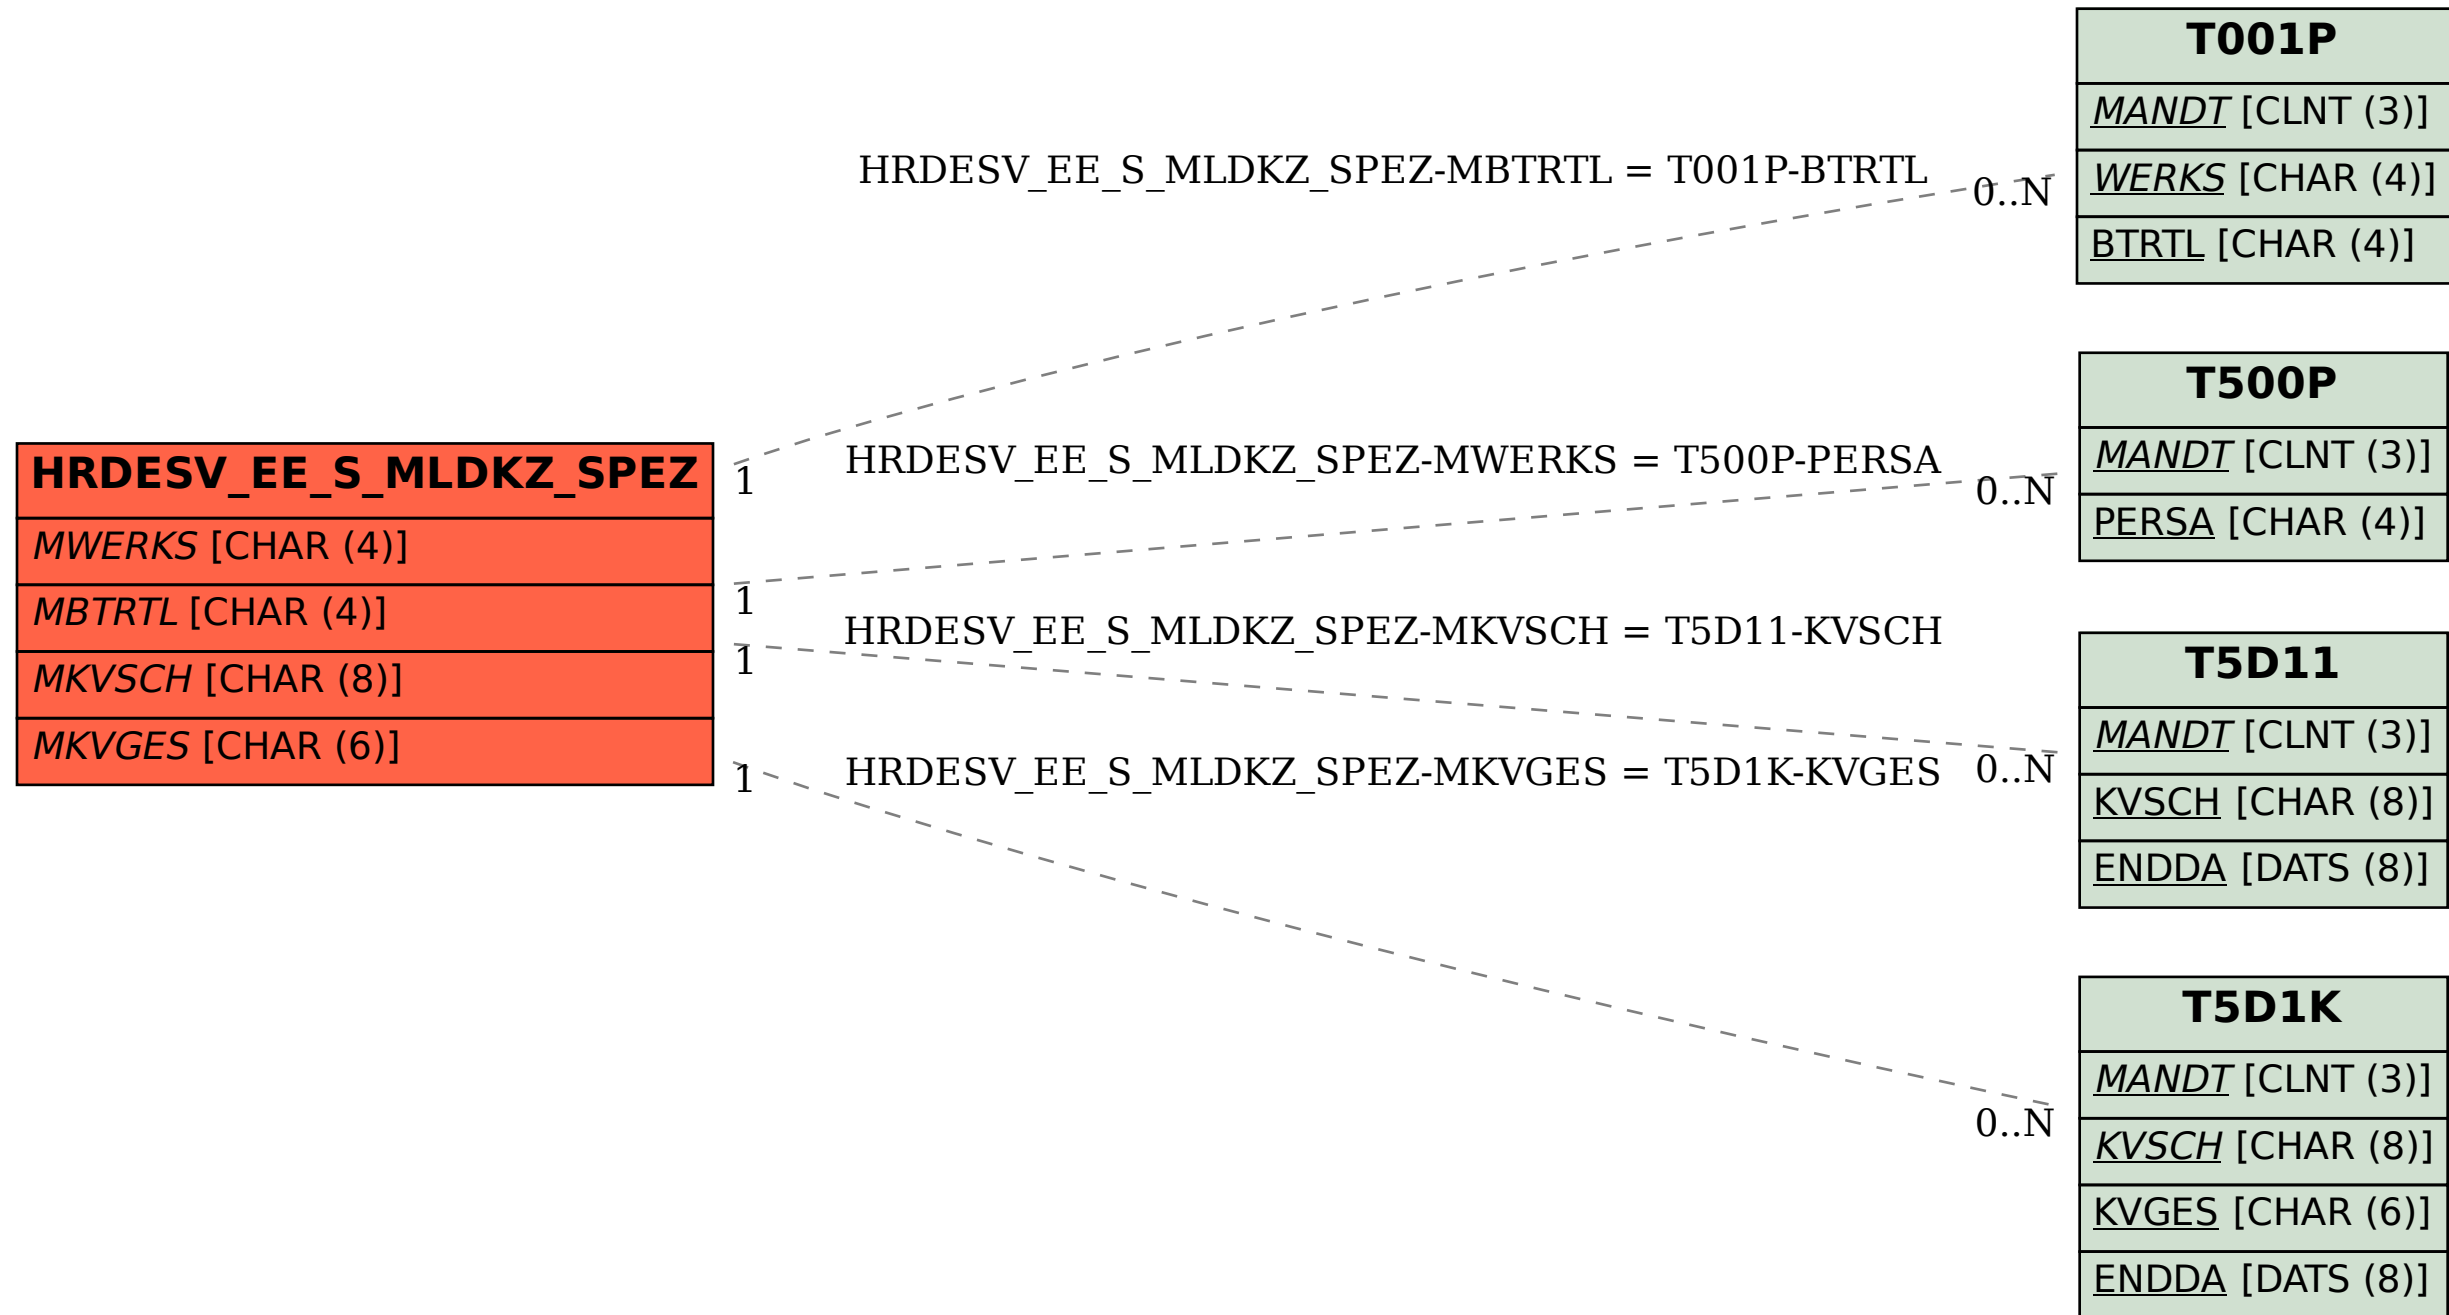 HRDESV_EE_S_MLDKZ_SPEZ
MWERKS [CHAR (4)]
MBTRTL [CHAR (4)]
MKVSCH [CHAR (8)]
MKVGES [CHAR (6)]
HRDESV_EE_S_MLDKZ_SPEZ-MBTRTL = T001P-BTRTL
1
0..N
HRDESV_EE_S_MLDKZ_SPEZ-MWERKS = T500P-PERSA
1
0..N
HRDESV_EE_S_MLDKZ_SPEZ-MKVSCH = T5D11-KVSCH
1
0..N
HRDESV_EE_S_MLDKZ_SPEZ-MKVGES = T5D1K-KVGES
1
0..N
T001P
MANDT [CLNT (3)]
WERKS [CHAR (4)]
BTRTL [CHAR (4)]
T500P
MANDT [CLNT (3)]
PERSA [CHAR (4)]
T5D11
MANDT [CLNT (3)]
KVSCH [CHAR (8)]
ENDDA [DATS (8)]
T5D1K
MANDT [CLNT (3)]
KVSCH [CHAR (8)]
KVGES [CHAR (6)]
ENDDA [DATS (8)]